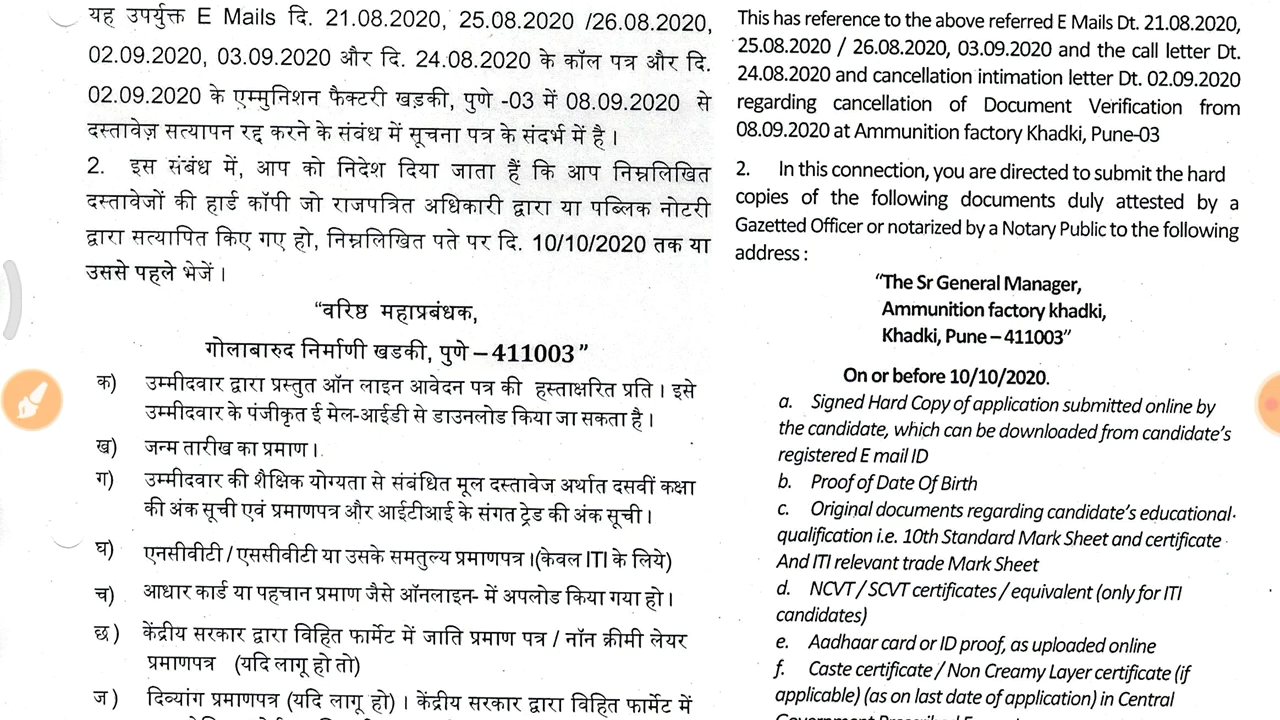 यह उपर्युक्त E Mails दि. 21.08.2020, 25.08.2020 /26.08.2020,
02.09.2020, 03.09.2020 और दि. 24.08.2020 के कॉल पत्र और दि.
02.09.2020 के एम्मुनिशन फैक्टरी खड़की, पुणे -03 में 08.09.2020 से
दस्तावेज़ सत्यापन रद्द करने के संबंध में सूचना पत्र के संदर्भ में है ।
2. इस संबंध में, आप को निदेश दिया जाता हैं कि आप निम्नलिखित
दस्तावेजों की हार्ड कॉपी जो राजपत्रित अधिकारी द्वारा या पब्लिक नोटरी
द्वारा सत्यापित किए गए हो, निम्नलिखित पते पर दि. 10/10/2020 तक या
उससे पहले भेजें ।
“वरिष्ठ महाप्रबंधक,
गोलाबारुद निर्माणी खडकी, पुणे – 411003”
क) उम्मीदवार द्वारा प्रस्तुत ऑन लाइन आवेदन पत्र की हस्ताक्षरित प्रति । इसे
उम्मीदवार के पंजीकृत ई मेल-आईडी से डाउनलोड किया जा सकता है ।
ख) जन्म तारीख का प्रमाण ।
ग) उम्मीदवार की शैक्षिक योग्यता से संबंधित मूल दस्तावेज अर्थात दसवीं कक्षा
की अंक सूची एवं प्रमाणपत्र और आईटीआई के संगत ट्रेड की अंक सूची ।
घ) एनसीवीटी / एससीवीटी या उसके समतुल्य प्रमाणपत्र ।(केवल ITI के लिये)
च) आधार कार्ड या पहचान प्रमाण जैसे ऑनलाइन- में अपलोड किया गया हो ।
छ ) केंद्रीय सरकार द्वारा विहित फार्मेट में जाति प्रमाण पत्र / नॉन क्रीमी लेयर
प्रमाणपत्र (यदि लागू हो तो)
ज ) दिव्यांग प्रमाणपत्र (यदि लागू हो) । केंद्रीय सरकार द्वारा विहित फार्मेट में
This has reference to the above referred E Mails Dt. 21.08.2020,
25.08.2020 / 26.08.2020, 03.09.2020 and the call letter Dt.
24.08.2020 and cancellation intimation letter Dt. 02.09.2020
regarding cancellation of Document Verification from
08.09.2020 at Ammunition factory Khadki, Pune-03
2. In this connection, you are directed to submit the hard
copies of the following documents duly attested by a
Gazetted Officer or notarized by a Notary Public to the following
address :
“The Sr General Manager,
Ammunition factory khadki,
Khadki, Pune – 411003”
On or before 10/10/2020.
a. Signed Hard Copy of application submitted online by
the candidate, which can be downloaded from candidate’s
registered E mail ID
b. Proof of Date Of Birth
c. Original documents regarding candidate’s educational
qualification i.e. 10th Standard Mark Sheet and certificate
And ITI relevant trade Mark Sheet
d. NCVT / SCVT certificates / equivalent (only for ITI
candidates)
e. Aadhaar card or ID proof, as uploaded online
f. Caste certificate / Non Creamy Layer certificate (if
applicable) (as on last date of application) in Central